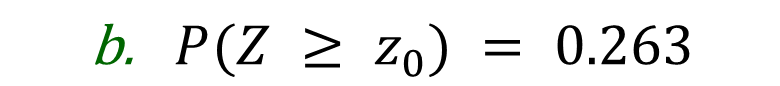 b. P(Z ≥ z₀) = 0.263